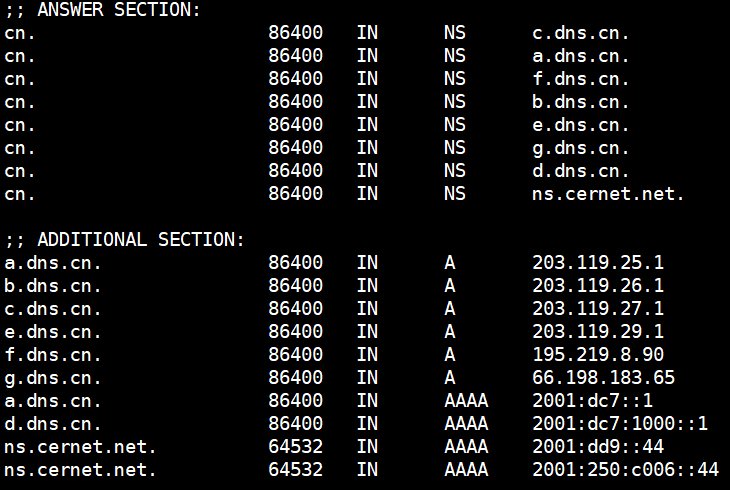 ;; ANSWER SECTION:
cn. 86400 IN NS c.dns.cn.
cn. 86400 IN NS a.dns.cn.
cn. 86400 IN NS f.dns.cn.
cn. 86400 IN NS b.dns.cn.
cn. 86400 IN NS e.dns.cn.
cn. 86400 IN NS g.dns.cn.
cn. 86400 IN NS d.dns.cn.
cn. 86400 IN NS ns.cernet.net.
;; ADDITIONAL SECTION:
a.dns.cn. 86400 IN A 203.119.25.1
b.dns.cn. 86400 IN A 203.119.26.1
c.dns.cn. 86400 IN A 203.119.27.1
e.dns.cn. 86400 IN A 203.119.29.1
f.dns.cn. 86400 IN A 195.219.8.90
g.dns.cn. 86400 IN A 66.198.183.65
a.dns.cn. 86400 IN AAAA 2001:dc7::1
d.dns.cn. 86400 IN AAAA 2001:dc7:1000::1
ns.cernet.net. 64532 IN AAAA 2001:dd9::44
ns.cernet.net. 64532 IN AAAA 2001:250:c006::44